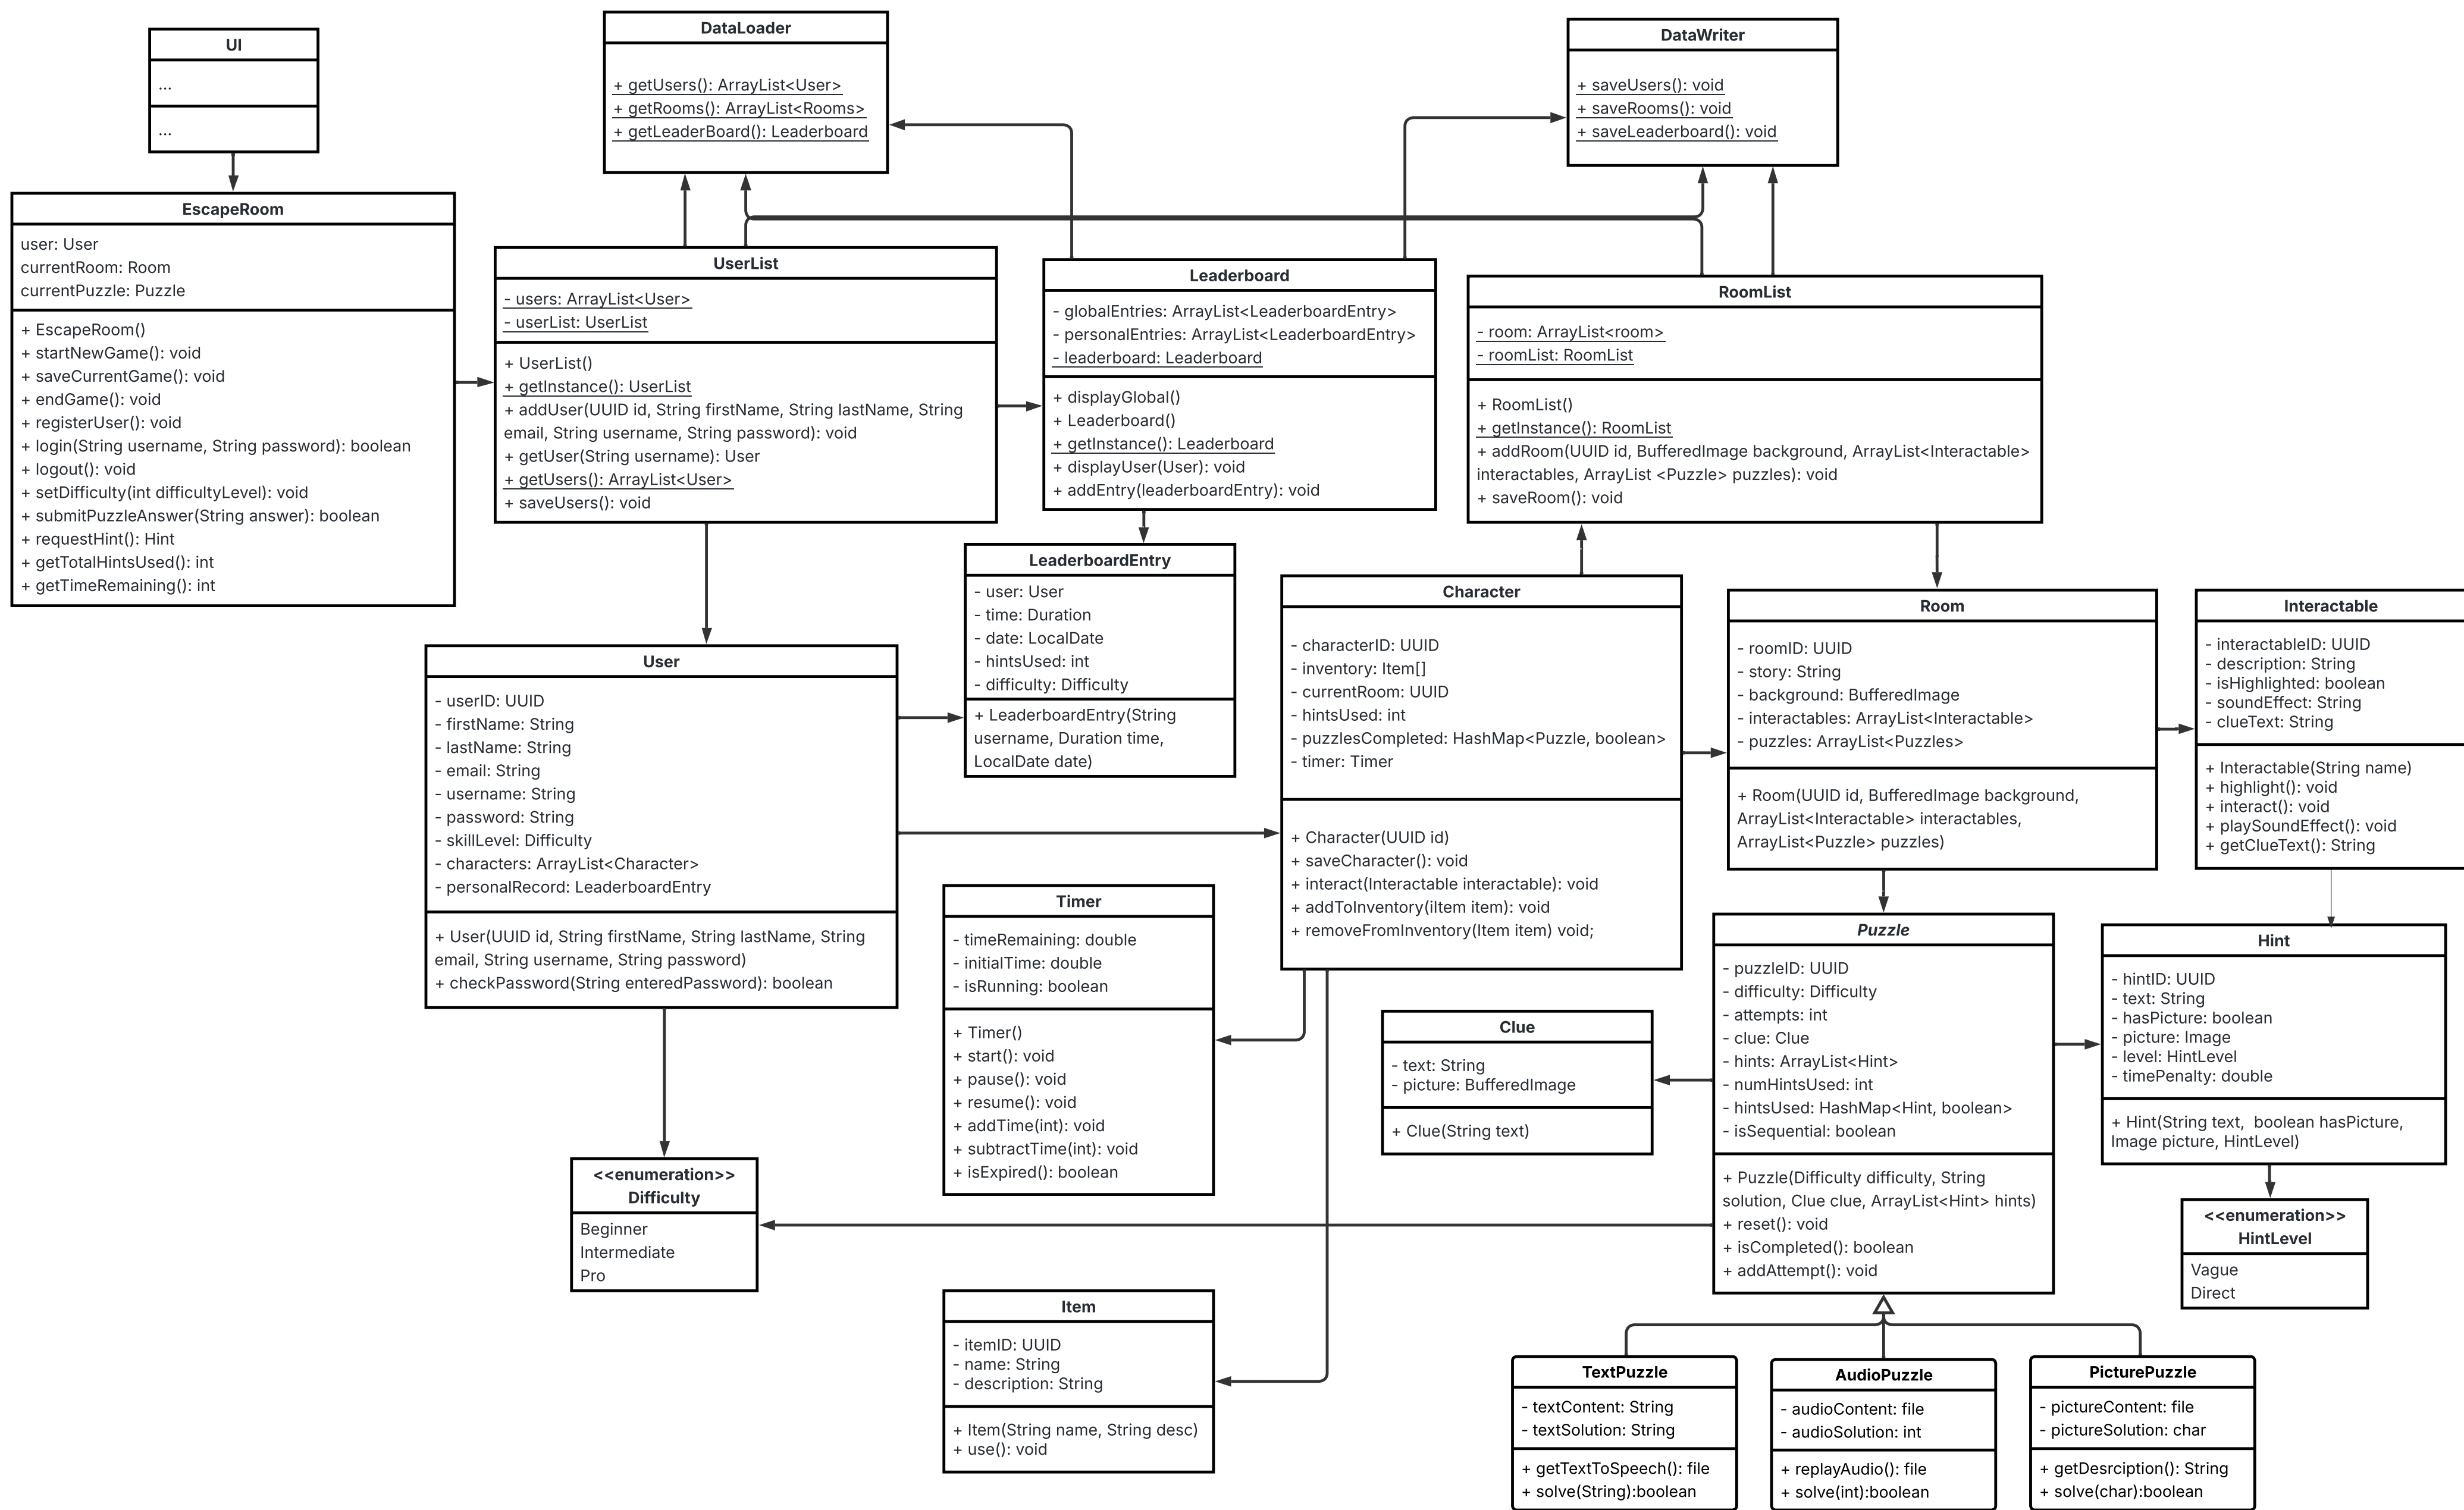 UI
...
...
DataLoader
+ getUsers(): ArrayList<User>
+ getRooms(): ArrayList<Rooms>
+ getLeaderBoard(): Leaderboard
DataWriter
+ saveUsers(): void
+ saveRooms(): void
+ saveLeaderboard(): void
EscapeRoom
user: User
currentRoom: Room
currentPuzzle: Puzzle
+ EscapeRoom()
+ startNewGame(): void
+ saveCurrentGame(): void
+ endGame(): void
+ registerUser(): void
+ login(String username, String password): boolean
+ logout(): void
+ setDifficulty(int difficultyLevel): void
+ submitPuzzleAnswer(String answer): boolean
+ requestHint(): Hint
+ getTotalHintsUsed(): int
+ getTimeRemaining(): int
UserList
- users: ArrayList<User>
- userList: UserList
+ UserList()
+ getInstance(): UserList
+ addUser(UUID id, String firstName, String lastName, String
email, String username, String password): void
+ getUser(String username): User
+ getUsers(): ArrayList<User>
+ saveUsers(): void
Leaderboard
- globalEntries: ArrayList<LeaderboardEntry>
- personalEntries: ArrayList<LeaderboardEntry>
- leaderboard: Leaderboard
+ displayGlobal()
+ Leaderboard()
+ getInstance(): Leaderboard
+ displayUser(User): void
+ addEntry(leaderboardEntry): void
RoomList
- room: ArrayList<room>
- roomList: RoomList
+ RoomList()
+ getInstance(): RoomList
+ addRoom(UUID id, BufferedImage background, ArrayList<Interactable>
interactables, ArrayList <Puzzle> puzzles): void
+ saveRoom(): void
LeaderboardEntry
- user: User
- time: Duration
- date: LocalDate
- hintsUsed: int
- difficulty: Difficulty
+ LeaderboardEntry(String
username, Duration time,
LocalDate date)
Character
- characterID: UUID
- inventory: Item[]
- currentRoom: UUID
- hintsUsed: int
- puzzlesCompleted: HashMap<Puzzle, boolean>
- timer: Timer
+ Character(UUID id)
+ saveCharacter(): void
+ interact(Interactable interactable): void
+ addToInventory(iItem item): void
+ removeFromInventory(Item item) void;
Room
- roomID: UUID
- story: String
- background: BufferedImage
- interactables: ArrayList<Interactable>
- puzzles: ArrayList<Puzzles>
+ Room(UUID id, BufferedImage background,
ArrayList<Interactable> interactables,
ArrayList<Puzzle> puzzles)
Interactable
- interactableID: UUID
- description: String
- isHighlighted: boolean
- soundEffect: String
- clueText: String
+ Interactable(String name)
+ highlight(): void
+ interact(): void
+ playSoundEffect(): void
+ getClueText(): String
User
- userID: UUID
- firstName: String
- lastName: String
- email: String
- username: String
- password: String
- skillLevel: Difficulty
- characters: ArrayList<Character>
- personalRecord: LeaderboardEntry
+ User(UUID id, String firstName, String lastName, String
email, String username, String password)
+ checkPassword(String enteredPassword): boolean
Timer
- timeRemaining: double
- initialTime: double
- isRunning: boolean
+ Timer()
+ start(): void
+ pause(): void
+ resume(): void
+ addTime(int): void
+ subtractTime(int): void
+ isExpired(): boolean
Clue
- text: String
- picture: BufferedImage
+ Clue(String text)
Puzzle
- puzzleID: UUID
- difficulty: Difficulty
- attempts: int
- clue: Clue
- hints: ArrayList<Hint>
- numHintsUsed: int
- hintsUsed: HashMap<Hint, boolean>
- isSequential: boolean
+ Puzzle(Difficulty difficulty, String
solution, Clue clue, ArrayList<Hint> hints)
+ reset(): void
+ isCompleted(): boolean
+ addAttempt(): void
Hint
- hintID: UUID
- text: String
- hasPicture: boolean
- picture: Image
- level: HintLevel
- timePenalty: double
+ Hint(String text,  boolean hasPicture,
Image picture, HintLevel)
<<enumeration>>
Difficulty
Beginner
Intermediate
Pro
<<enumeration>>
HintLevel
Vague
Direct
Item
- itemID: UUID
- name: String
- description: String
+ Item(String name, String desc)
+ use(): void
TextPuzzle
- textContent: String
- textSolution: String
+ getTextToSpeech(): file
+ solve(String):boolean
AudioPuzzle
- audioContent: file
- audioSolution: int
+ replayAudio(): file
+ solve(int):boolean
PicturePuzzle
- pictureContent: file
- pictureSolution: char
+ getDesrciption(): String
+ solve(char):boolean